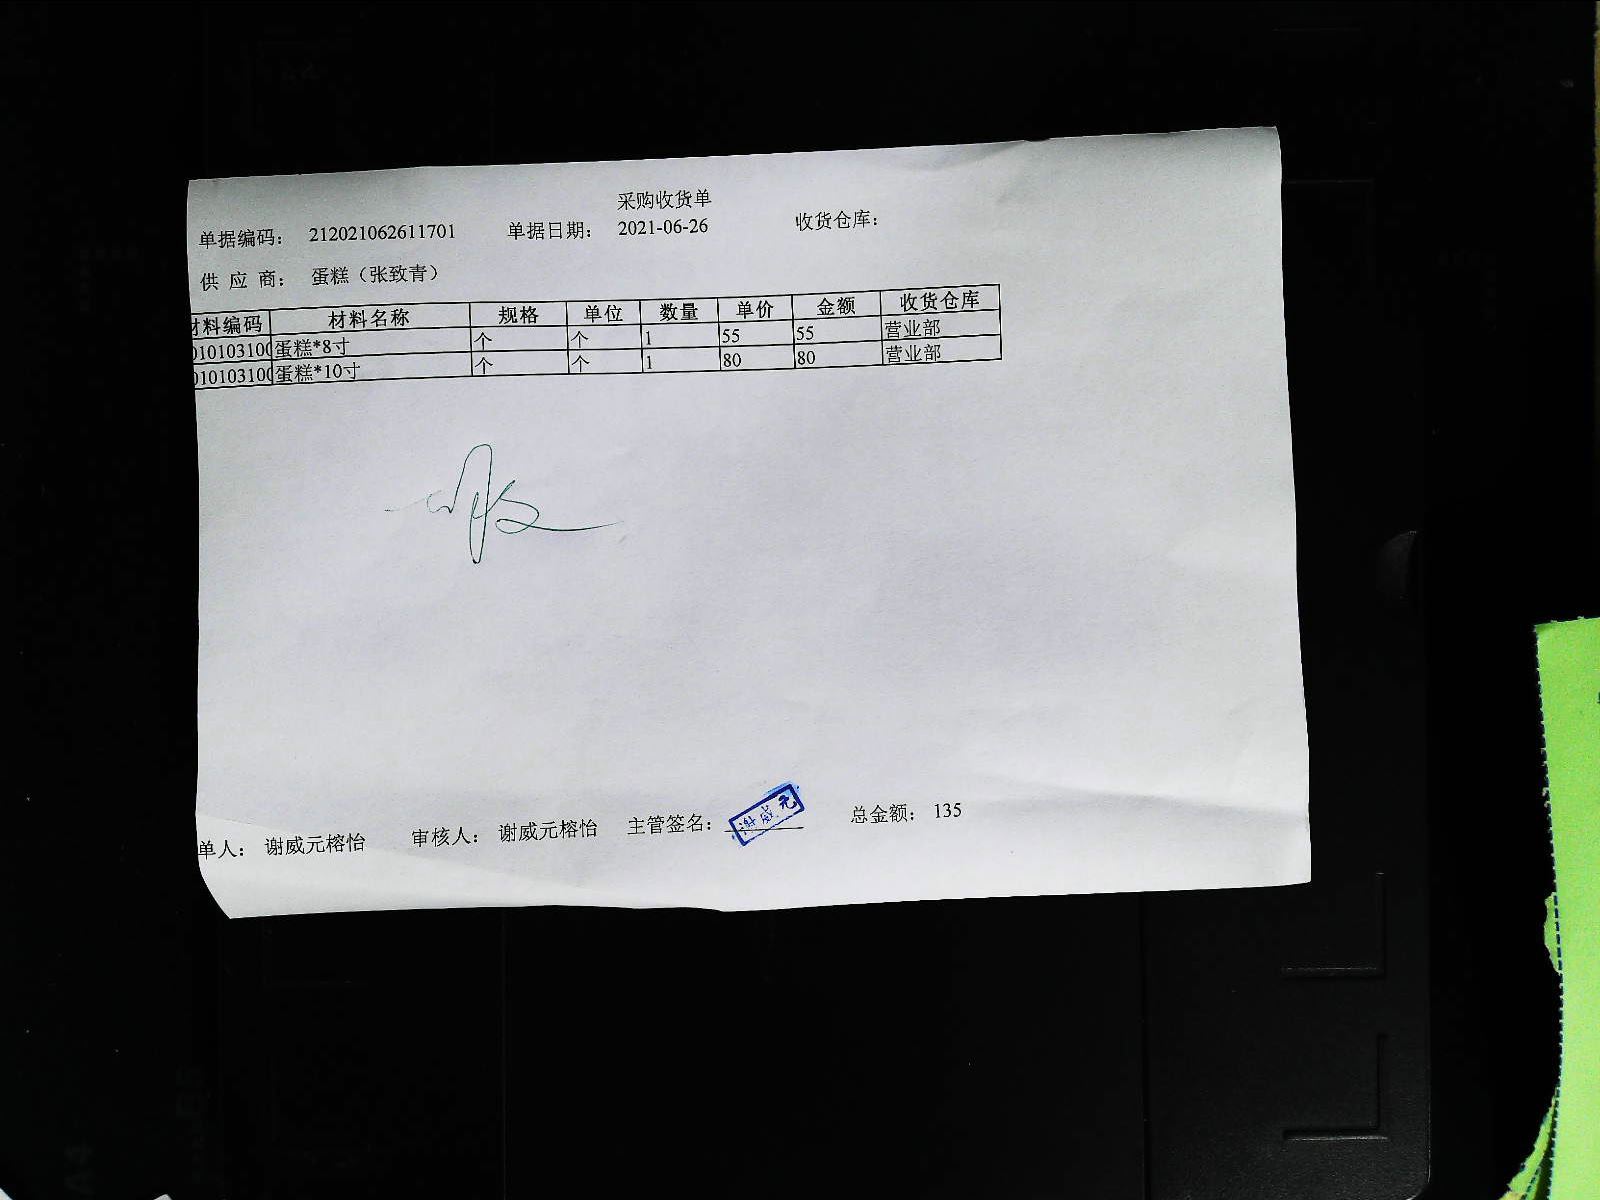 采购收货单
单据编码： 212021062611701 单据日期： 2021-06-26 收货仓库：
供 应 商： 蛋糕（张致青）
材料编码 材料名称 规格 单位 数量 单价 金额 收货仓库
010103100 蛋糕*8寸 个 个 1 55 55 营业部
010103100 蛋糕*10寸 个 个 1 80 80 营业部
单人： 谢威元榕怡 审核人： 谢威元榕怡 主管签名： 谢威元 总金额： 135